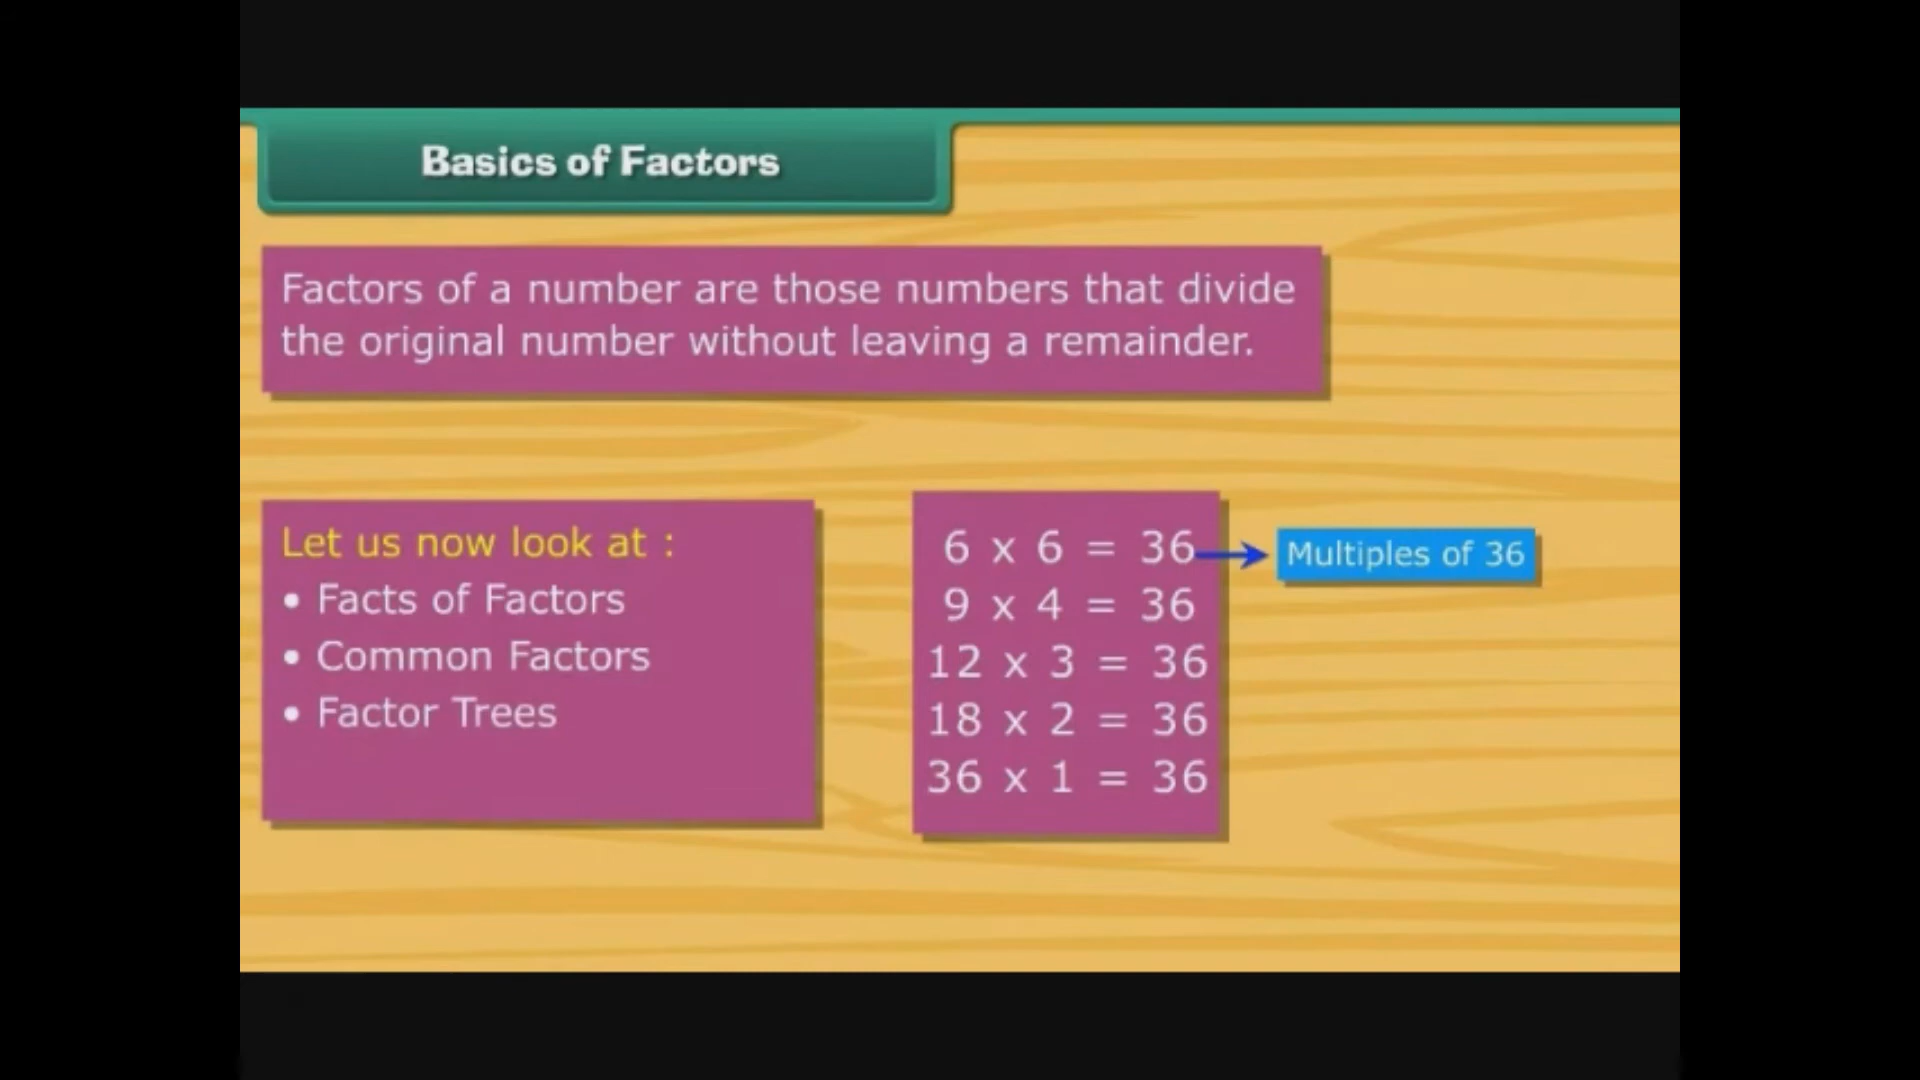 Basics of Factors
Factors of a number are those numbers that divide
the original number without leaving a remainder.
Let us now look at :
• Facts of Factors
• Common Factors
• Factor Trees
6 x 6 = 36
9 x 4 = 36
12 x 3 = 36
18 x 2 = 36
36 x 1 = 36
Multiples of 36